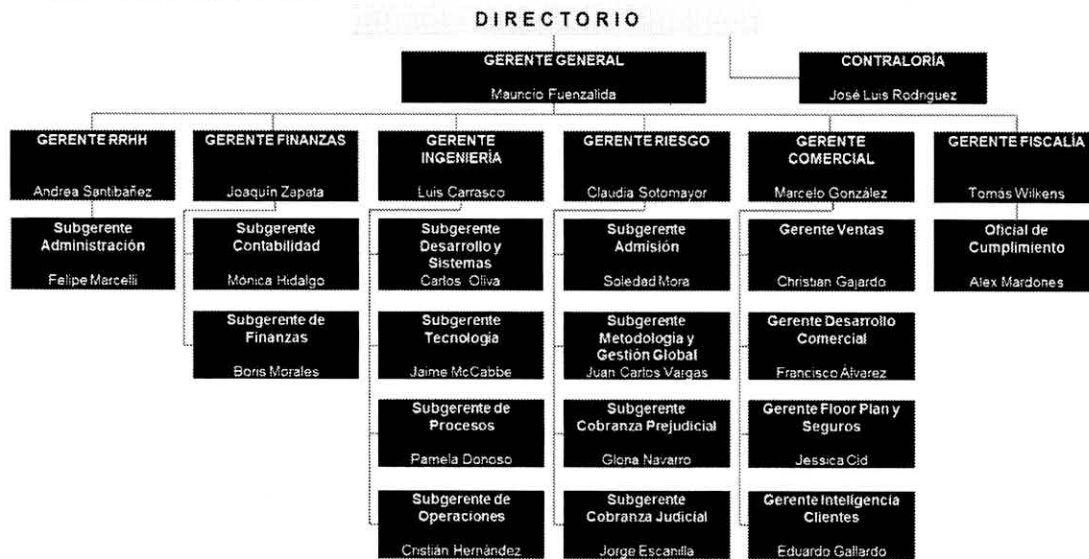 DIRECTORIO
GERENTE GENERAL
Mauricio Fuenzalida
CONTRALORÍA
José Luis Rodriguez
GERENTE RRHH
Andrea Santibáñez
GERENTE FINANZAS
Joaquín Zapata
GERENTE
INGENIERÍA
Luis Carrasco
GERENTE RIESGO
Claudia Sotomayor
GERENTE
COMERCIAL
Marcelo González
GERENTE FISCALÍA
Tomás Wilkens
Subgerente
Administración
Felipe Marcelli
Subgerente
Contabilidad
Mónica Hidalgo
Subgerente
Desarrollo y
Sistemas
Carlos Oliva
Subgerente
Admisión
Soledad Mora
Gerente Ventas
Christian Gajardo
Oficial de
Cumplimiento
Alex Mardones
Subgerente de
Finanzas
Boris Morales
Subgerente
Tecnología
Jaime McCabbe
Subgerente
Metodología y
Gestión Global
Juan Carlos Vargas
Gerente Desarrollo
Comercial
Francisco Álvarez
Subgerente de
Procesos
Pamela Donoso
Subgerente
Cobranza Prejudicial
Gloria Navarro
Gerente Floor Plan y
Seguros
Jessica Cid
Subgerente de
Operaciones
Cristián Hernández
Subgerente
Cobranza Judicial
Jorge Escanilla
Gerente Inteligencia
Clientes
Eduardo Gallardo